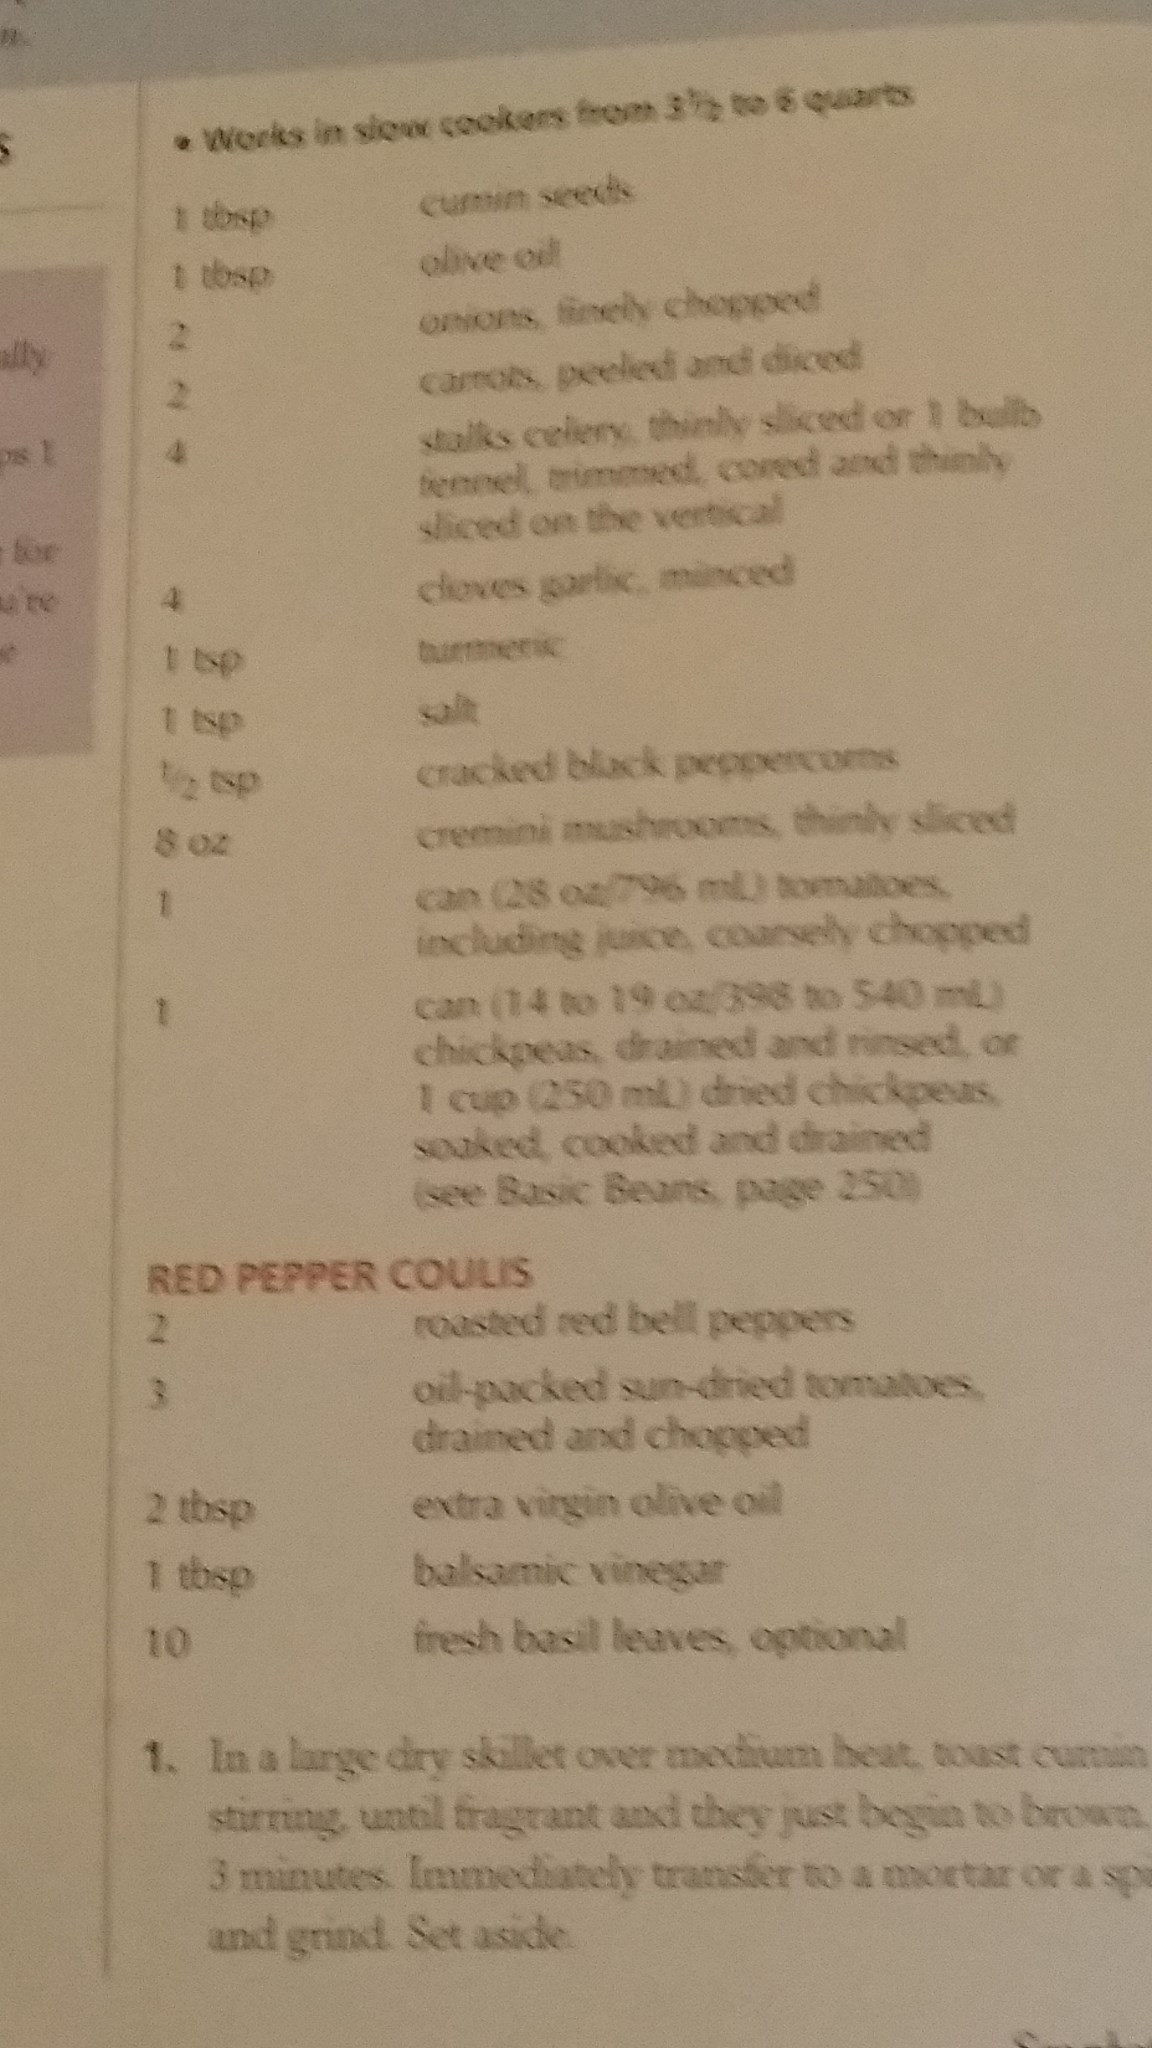 n.
s
ally
ps 1
for
u're
e
• Works in slow cookers from 3½ to 6 quarts
1 tbsp cumin seeds
1 tbsp olive oil
2 onions, finely chopped
2 carrots, peeled and diced
4 stalks celery, thinly sliced or 1 bulb
fennel, trimmed, cored and thinly
sliced on the vertical
4 cloves garlic, minced
1 tsp turmeric
1 tsp salt
½ tsp cracked black peppercorns
8 oz cremini mushrooms, thinly sliced
1 can (28 oz/796 mL) tomatoes,
including juice, coarsely chopped
1 can (14 to 19 oz/398 to 540 mL)
chickpeas, drained and rinsed, or
1 cup (250 mL) dried chickpeas,
soaked, cooked and drained
(see Basic Beans, page 250)
RED PEPPER COULIS
2 roasted red bell peppers
3 oil-packed sun-dried tomatoes,
drained and chopped
2 tbsp extra virgin olive oil
1 tbsp balsamic vinegar
10 fresh basil leaves, optional
1. In a large dry skillet over medium heat, toast cumin
stirring, until fragrant and they just begin to brown,
3 minutes. Immediately transfer to a mortar or a spi
and grind. Set aside.